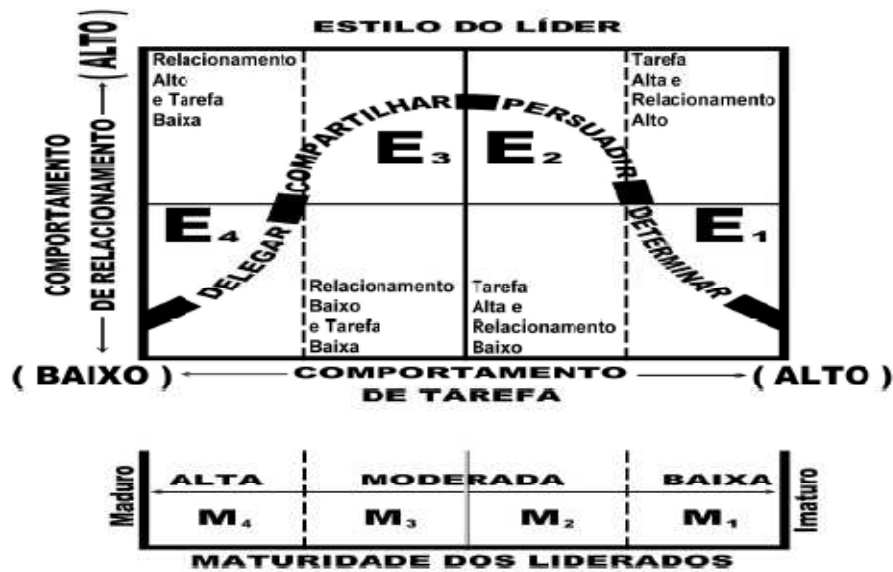 ESTILO DO LÍDER
(ALTO)
COMPORTAMENTO
DE RELACIONAMENTO
Relacionamento
Alto
e Tarefa
Baixa
Tarefa
Alta e
Relacionamento
Alto
COMPARTILHAR
PERSUADIR
E3
E2
E4
E1
DELEGAR
DETERMINAR
Relacionamento
Baixo
e Tarefa
Baixa
Tarefa
Alta e
Relacionamento
Baixo
(BAIXO)
COMPORTAMENTO
DE TAREFA
(ALTO)
Maduro
ALTA
MODERADA
BAIXA
Imaturo
M4
M3
M2
M1
MATURIDADE DOS LIDERADOS